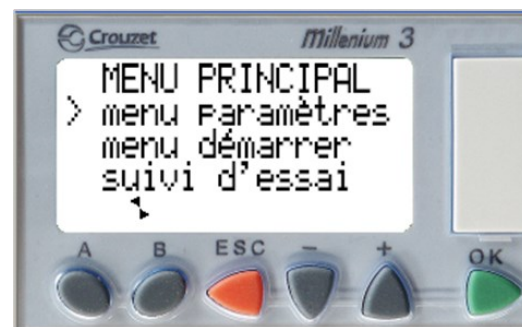 Crouzet Millenium 3
MENU PRINCIPAL
> menu paramètres
menu démarrer
suivi d'essai
A B ESC - + OK